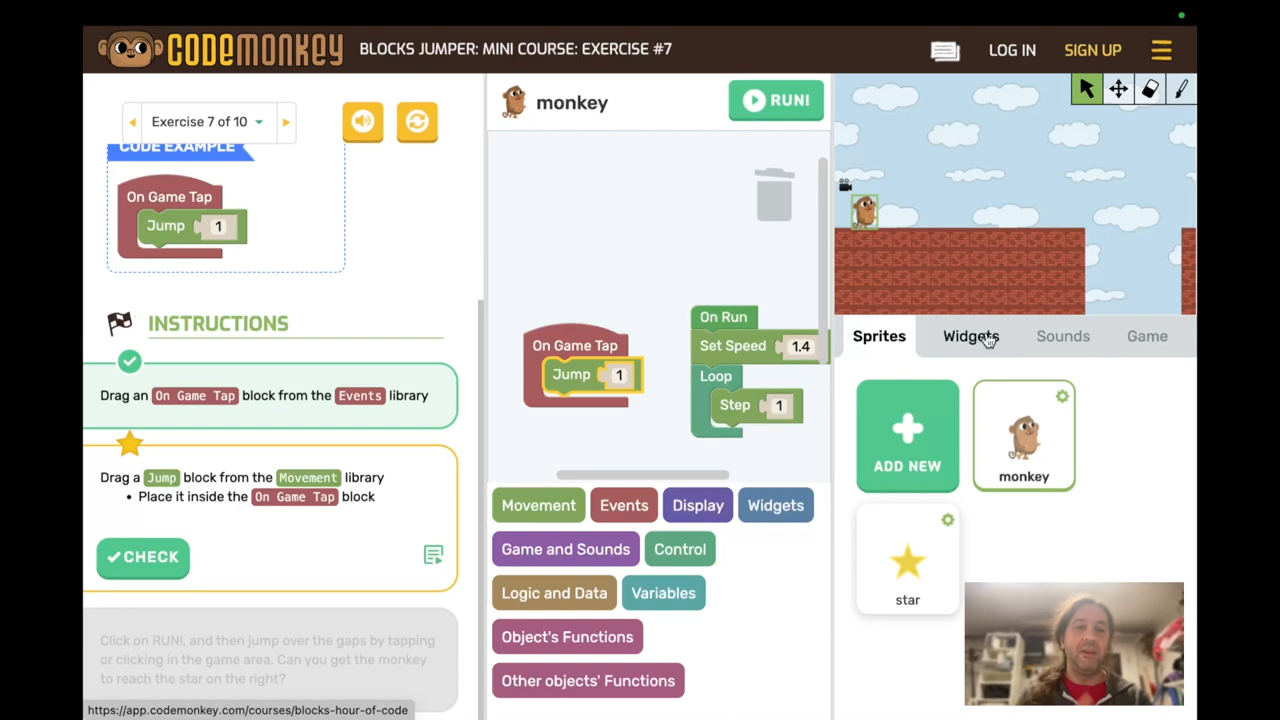 CODEMONKEY
BLOCKS JUMPER: MINI COURSE: EXERCISE #7
LOG IN
SIGN UP
Exercise 7 of 10
CODE EXAMPLE
On Game Tap
Jump 1
INSTRUCTIONS
Drag an On Game Tap block from the Events library
Drag a Jump block from the Movement library
• Place it inside the On Game Tap block
CHECK
Click on RUN!, and then jump over the gaps by tapping
or clicking in the game area. Can you get the monkey
to reach the star on the right?
https://app.codemonkey.com/courses/blocks-hour-of-code
monkey
RUN!
On Game Tap
Jump 1
On Run
Set Speed 1.4
Loop
Step 1
Movement
Events
Display
Widgets
Game and Sounds
Control
Logic and Data
Variables
Object's Functions
Other objects' Functions
Sprites
Widgets
Sounds
Game
ADD NEW
monkey
star